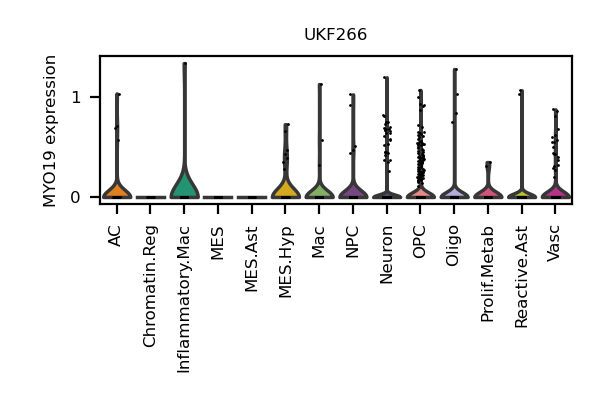 UKF266
MYO19 expression
1
0
AC
Chromatin.Reg
Inflammatory.Mac
MES
MES.Ast
MES.Hyp
Mac
NPC
Neuron
OPC
Oligo
Prolif.Metab
Reactive.Ast
Vasc